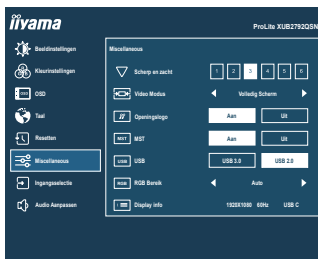 iiyama
ProLite XUB2792QSN
Beeldinstellingen
Kleurinstellingen
OSD
OSD
Taal
Resetten
Miscellaneous
Ingangsselectie
Audio Aanpassen
Miscellaneous
Scherp en zacht 1 2 3 4 5 6
Video Modus Volledig Scherm
Openingslogo Aan Uit
MST MST Aan Uit
USB USB USB 3.0 USB 2.0
RGB RGB Bereik Auto
Display info 1920X1080 60Hz USB C